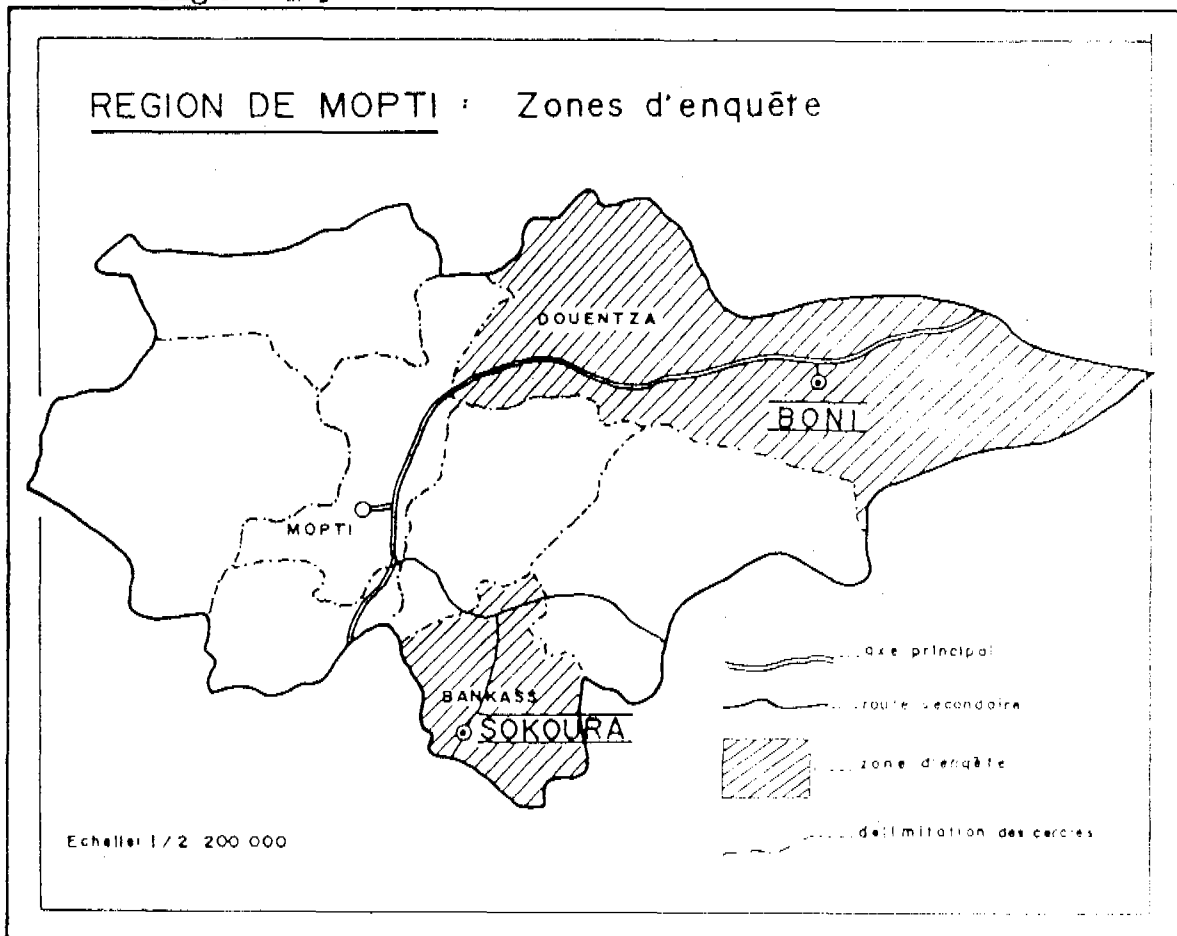 REGION DE MOPTI : Zones d'enquête
DOUENTZA
BONI
MOPTI
BANKASS
SOKOURA
axe principal
route secondaire
zone d'enqête
délimitation des cercles
Echelle: 1/2 200 000